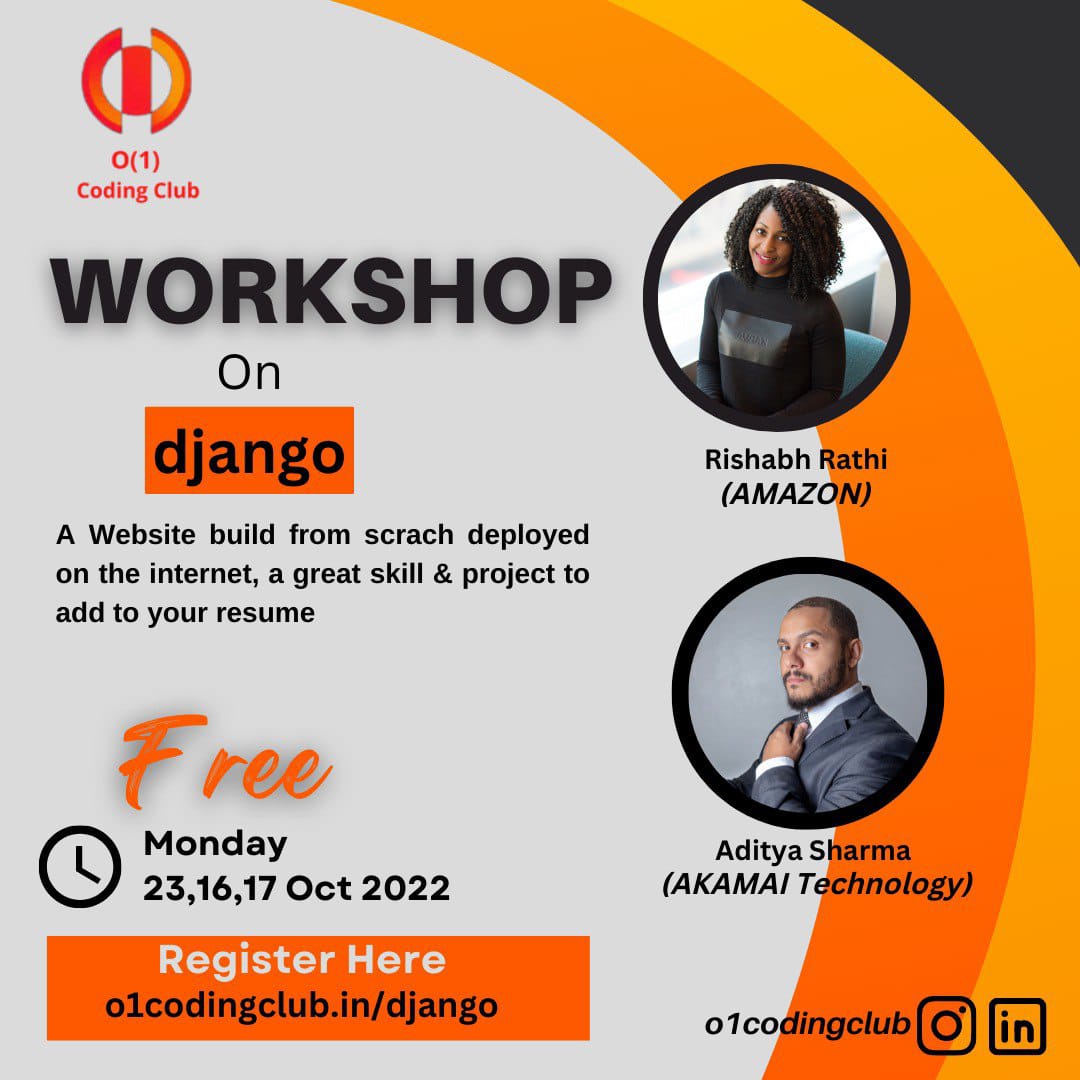 O(1)
Coding Club
WORKSHOP
On
django
A Website build from scrach deployed
on the internet, a great skill & project to
add to your resume
Free
Monday
23,16,17 Oct 2022
Register Here
o1codingclub.in/django
Rishabh Rathi
(AMAZON)
Aditya Sharma
(AKAMAI Technology)
o1codingclub
in